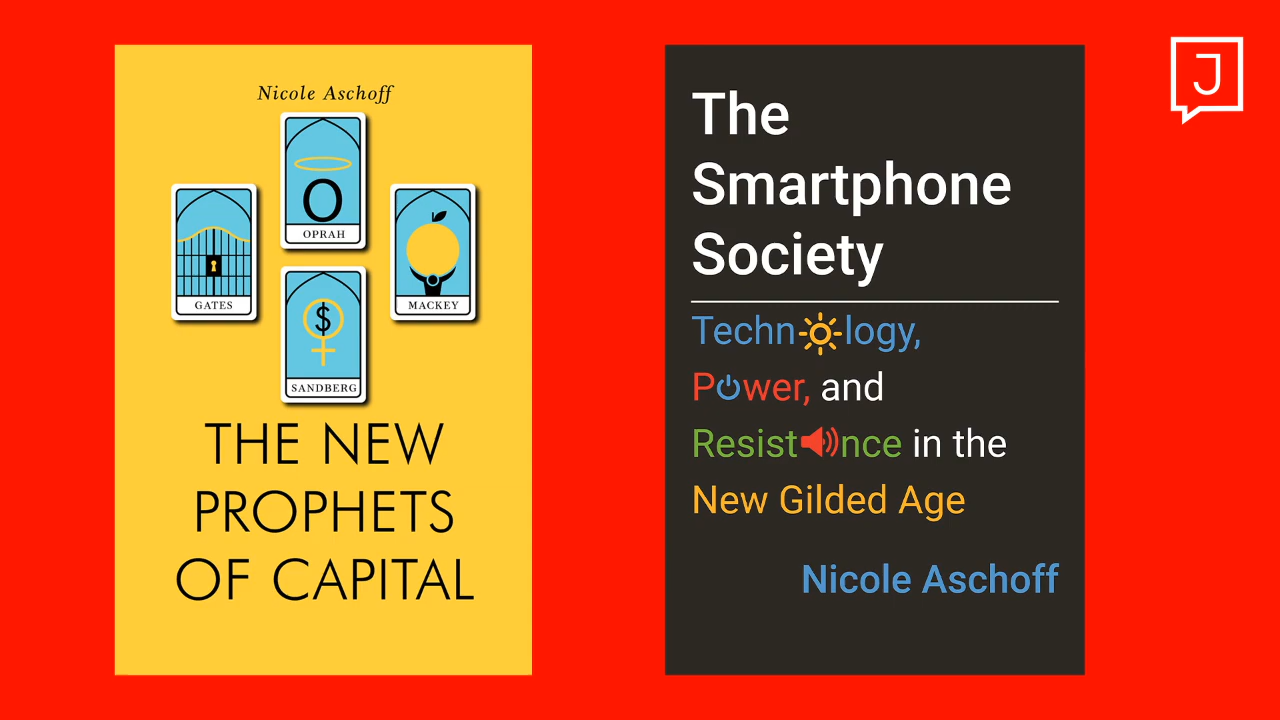 Nicole Aschoff
O
OPRAH
GATES
MACKEY
$
SANDBERG
THE NEW
PROPHETS
OF CAPITAL
The
Smartphone
Society
Technology,
Power, and
Resistance in the
New Gilded Age
Nicole Aschoff
J